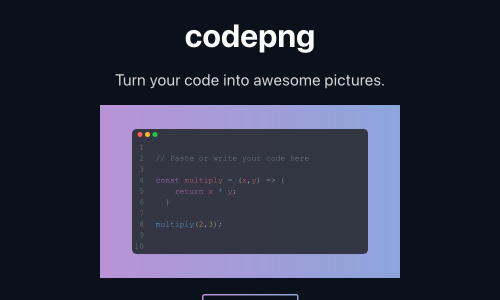 codepng
Turn your code into awesome pictures.
1
2 // Paste or write your code here
3
4 const multiply = (x,y) => {
5 return x * y;
6 }
7
8 multiply(2,3);
9
10